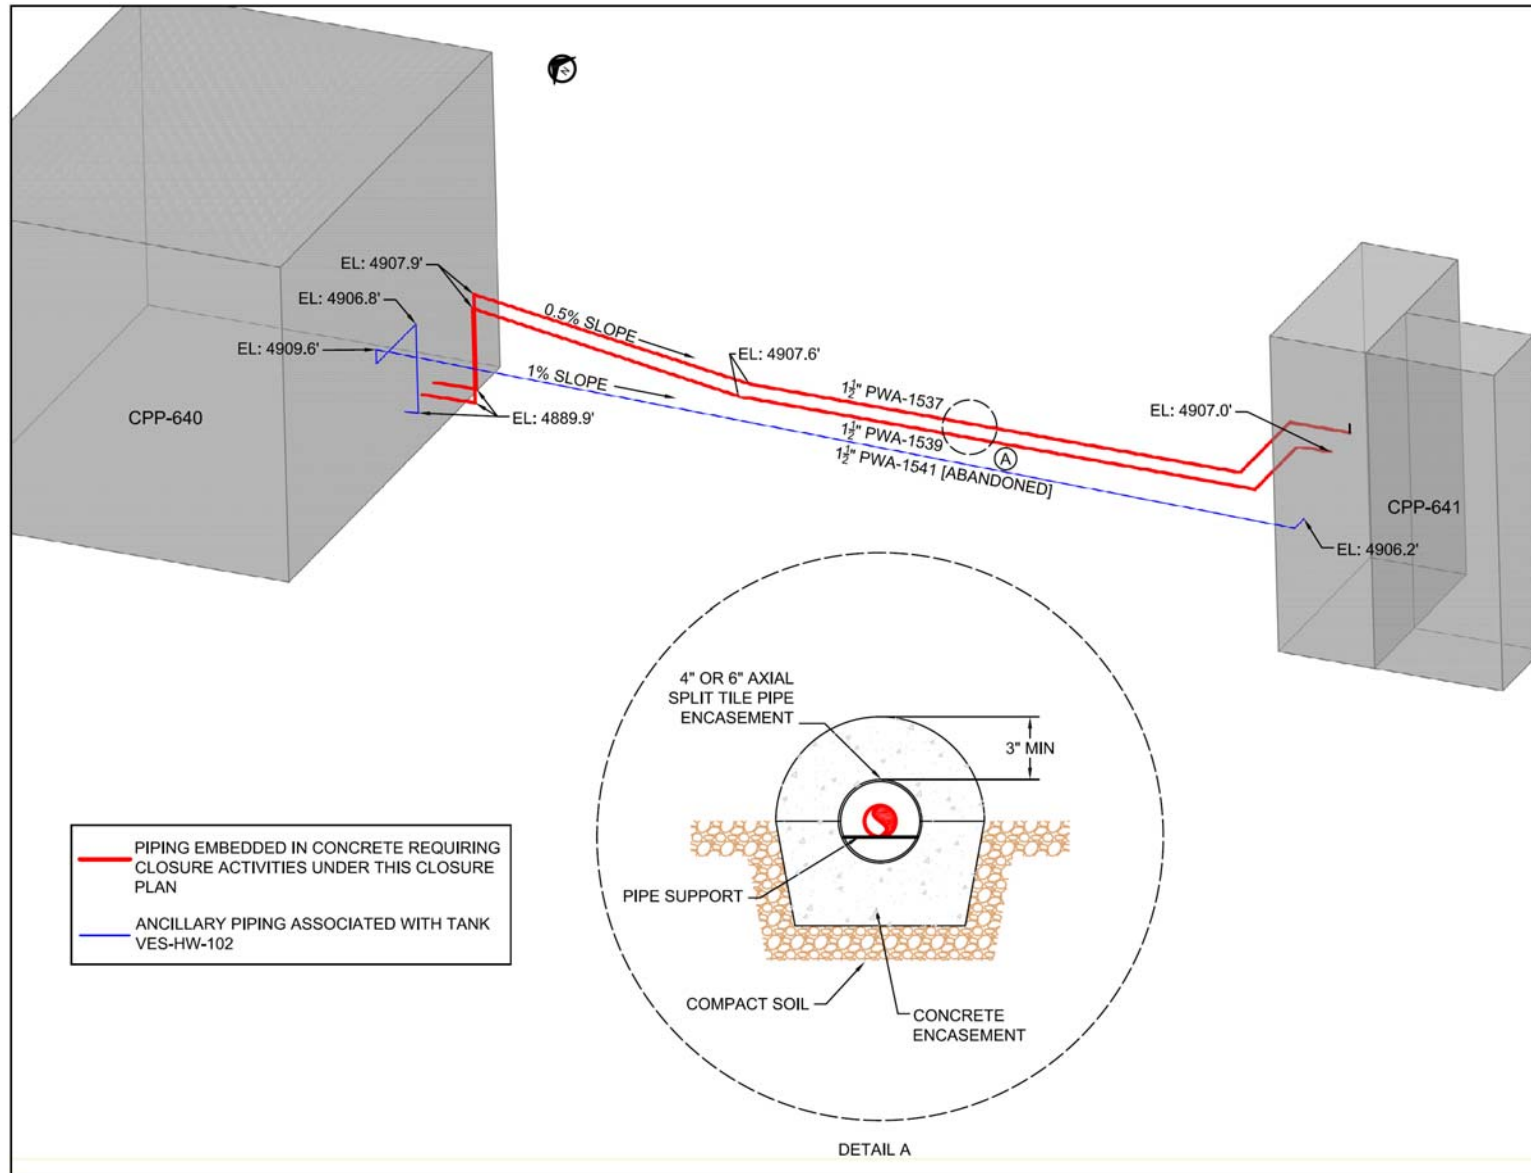 N
EL: 4907.9'
EL: 4906.8'
EL: 4909.6'
0.5% SLOPE
1% SLOPE
EL: 4907.6'
EL: 4889.9'
CPP-640
1½" PWA-1537
1½" PWA-1539
1½" PWA-1541 [ABANDONED]
A
EL: 4907.0'
CPP-641
EL: 4906.2'
4" OR 6" AXIAL
SPLIT TILE PIPE
ENCASEMENT
3" MIN
PIPE SUPPORT
COMPACT SOIL
CONCRETE
ENCASEMENT
DETAIL A
PIPING EMBEDDED IN CONCRETE REQUIRING
CLOSURE ACTIVITIES UNDER THIS CLOSURE
PLAN
ANCILLARY PIPING ASSOCIATED WITH TANK
VES-HW-102